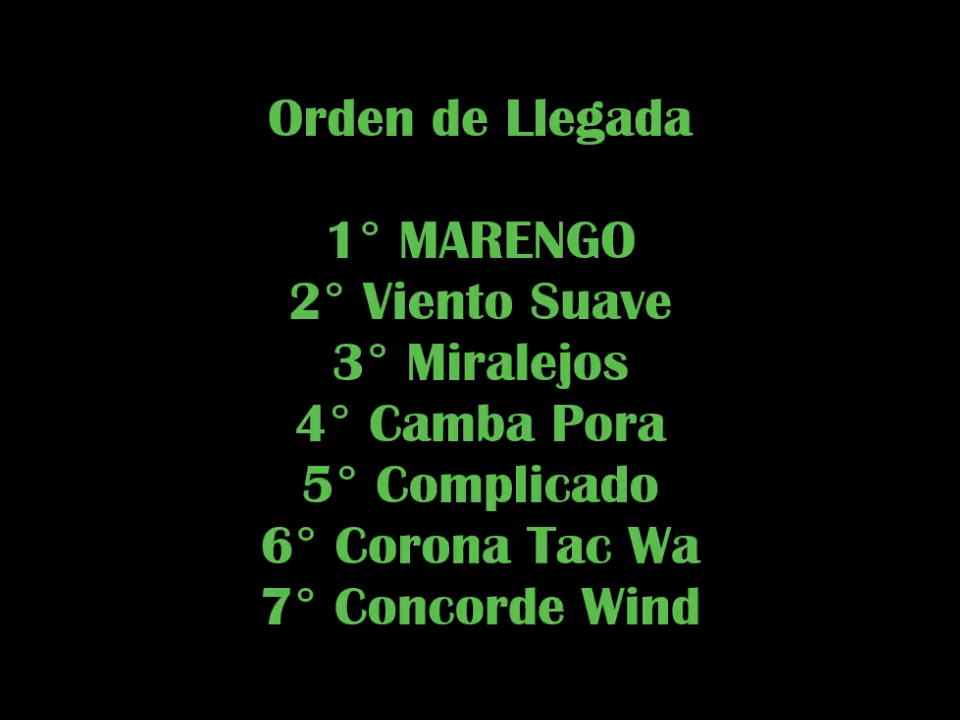 Orden de Llegada
1° MARENGO
2° Viento Suave
3° Miralejos
4° Camba Pora
5° Complicado
6° Corona Tac Wa
7° Concorde Wind